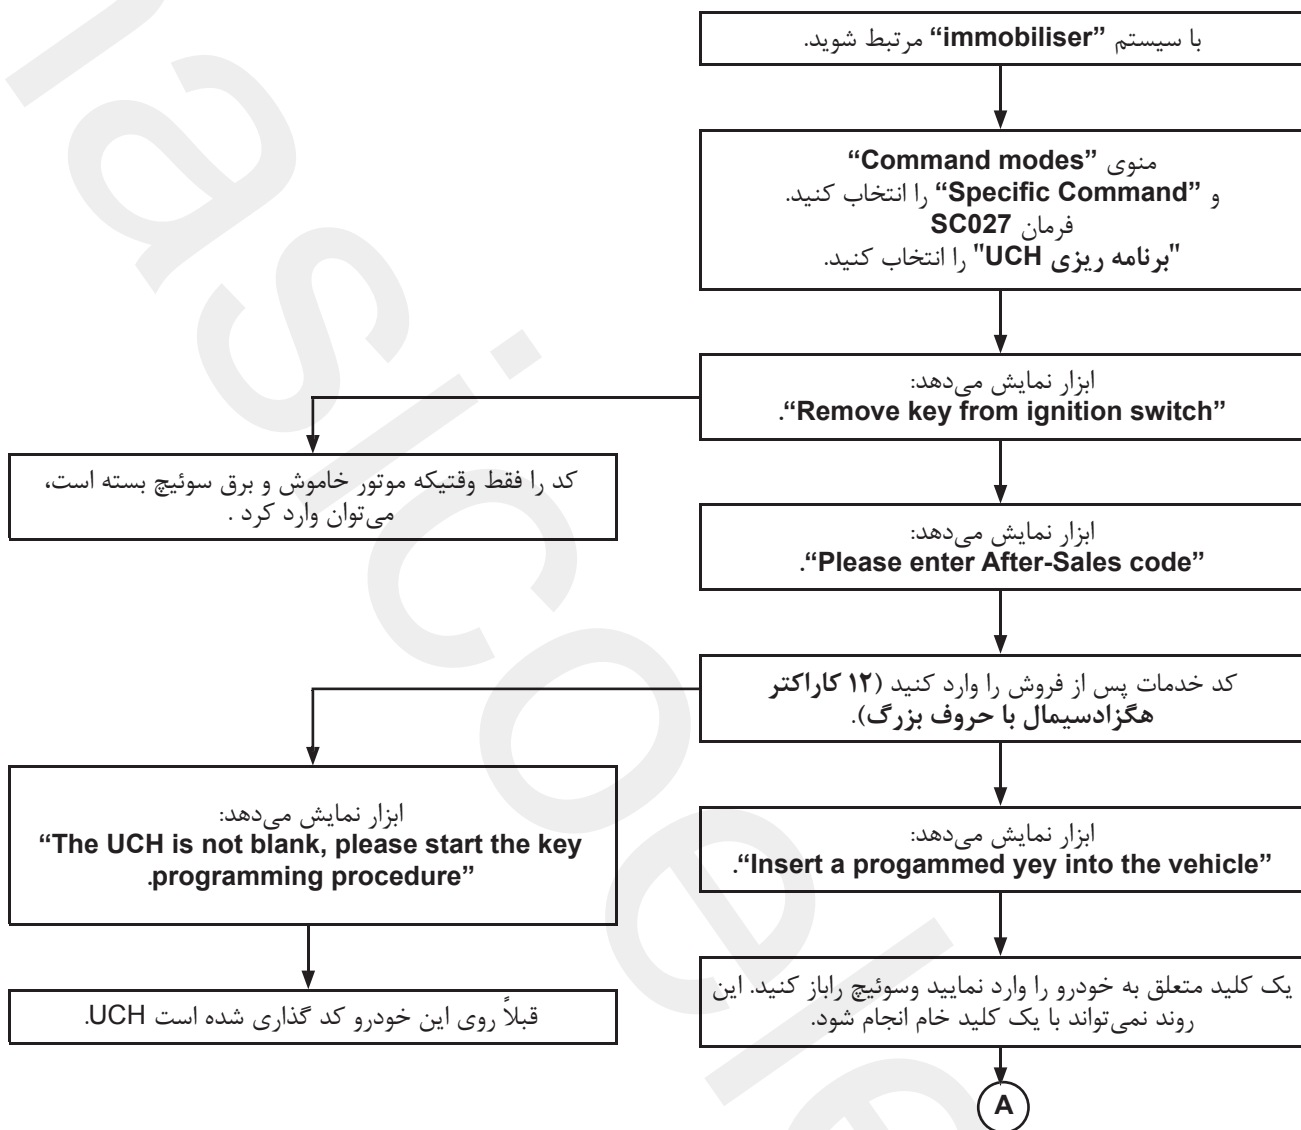 با سیستم “immobiliser” مرتبط شوید.
منوی “Command modes”
و “Specific Command” را انتخاب کنید.
فرمان SC027
"برنامه ریزی UCH" را انتخاب کنید.
ابزار نمایش می‌دهد:
“Remove key from ignition switch”.
کد را فقط وقتیکه موتور خاموش و برق سوئیچ بسته است،
می‌توان وارد کرد .
ابزار نمایش می‌دهد:
“Please enter After-Sales code”.
کد خدمات پس از فروش را وارد کنید (۱۲ کاراکتر
هگزادسیمال با حروف بزرگ).
ابزار نمایش می‌دهد:
“The UCH is not blank, please start the key
programming procedure”.
ابزار نمایش می‌دهد:
“Insert a progammed yey into the vehicle”.
یک کلید متعلق به خودرو را وارد نمایید وسوئیچ راباز کنید. این
روند نمی‌تواند با یک کلید خام انجام شود.
قبلاً روی این خودرو کد گذاری شده است UCH.
A